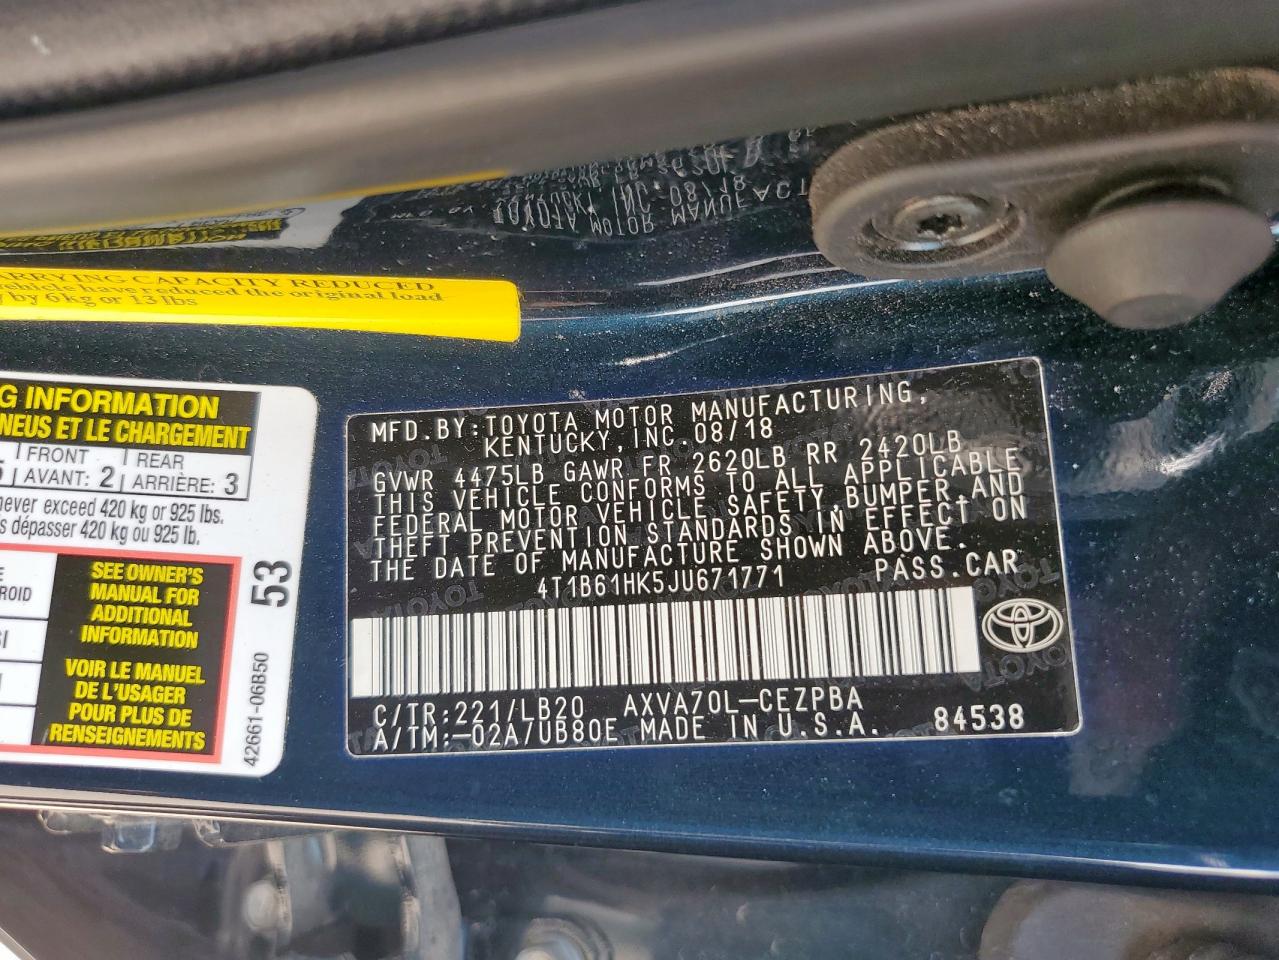 ARRYING CAPACITY REDUCED
vehicle have reduced the original load
by 6 kg or 13 lbs
G INFORMATION
NEUS ET LE CHARGEMENT
5 FRONT REAR
AVANT: 2 ARRIÈRE: 3
never exceed 420 kg or 925 lbs.
s dépasser 420 kg ou 925 lb.
SEE OWNER'S
MANUAL FOR
ADDITIONAL
INFORMATION
VOIR LE MANUEL
DE L'USAGER
POUR PLUS DE
RENSEIGNEMENTS
53
42661-06B50
MFD.BY:TOYOTA MOTOR MANUFACTURING,
KENTUCKY,INC.08/18
GVWR 4475LB GAWR FR 2620LB RR 2420LB
THIS VEHICLE CONFORMS TO ALL APPLICABLE
FEDERAL MOTOR VEHICLE SAFETY,BUMPER,AND
THEFT PREVENTION STANDARDS IN EFFECT ON
THE DATE OF MANUFACTURE SHOWN ABOVE.
4T1B61HK5JU671771 PASS.CAR
C/TR:221/LB20 AXVA70L-CEZPBA
A/TM:-02A/UB80E MADE IN U.S.A. 84538